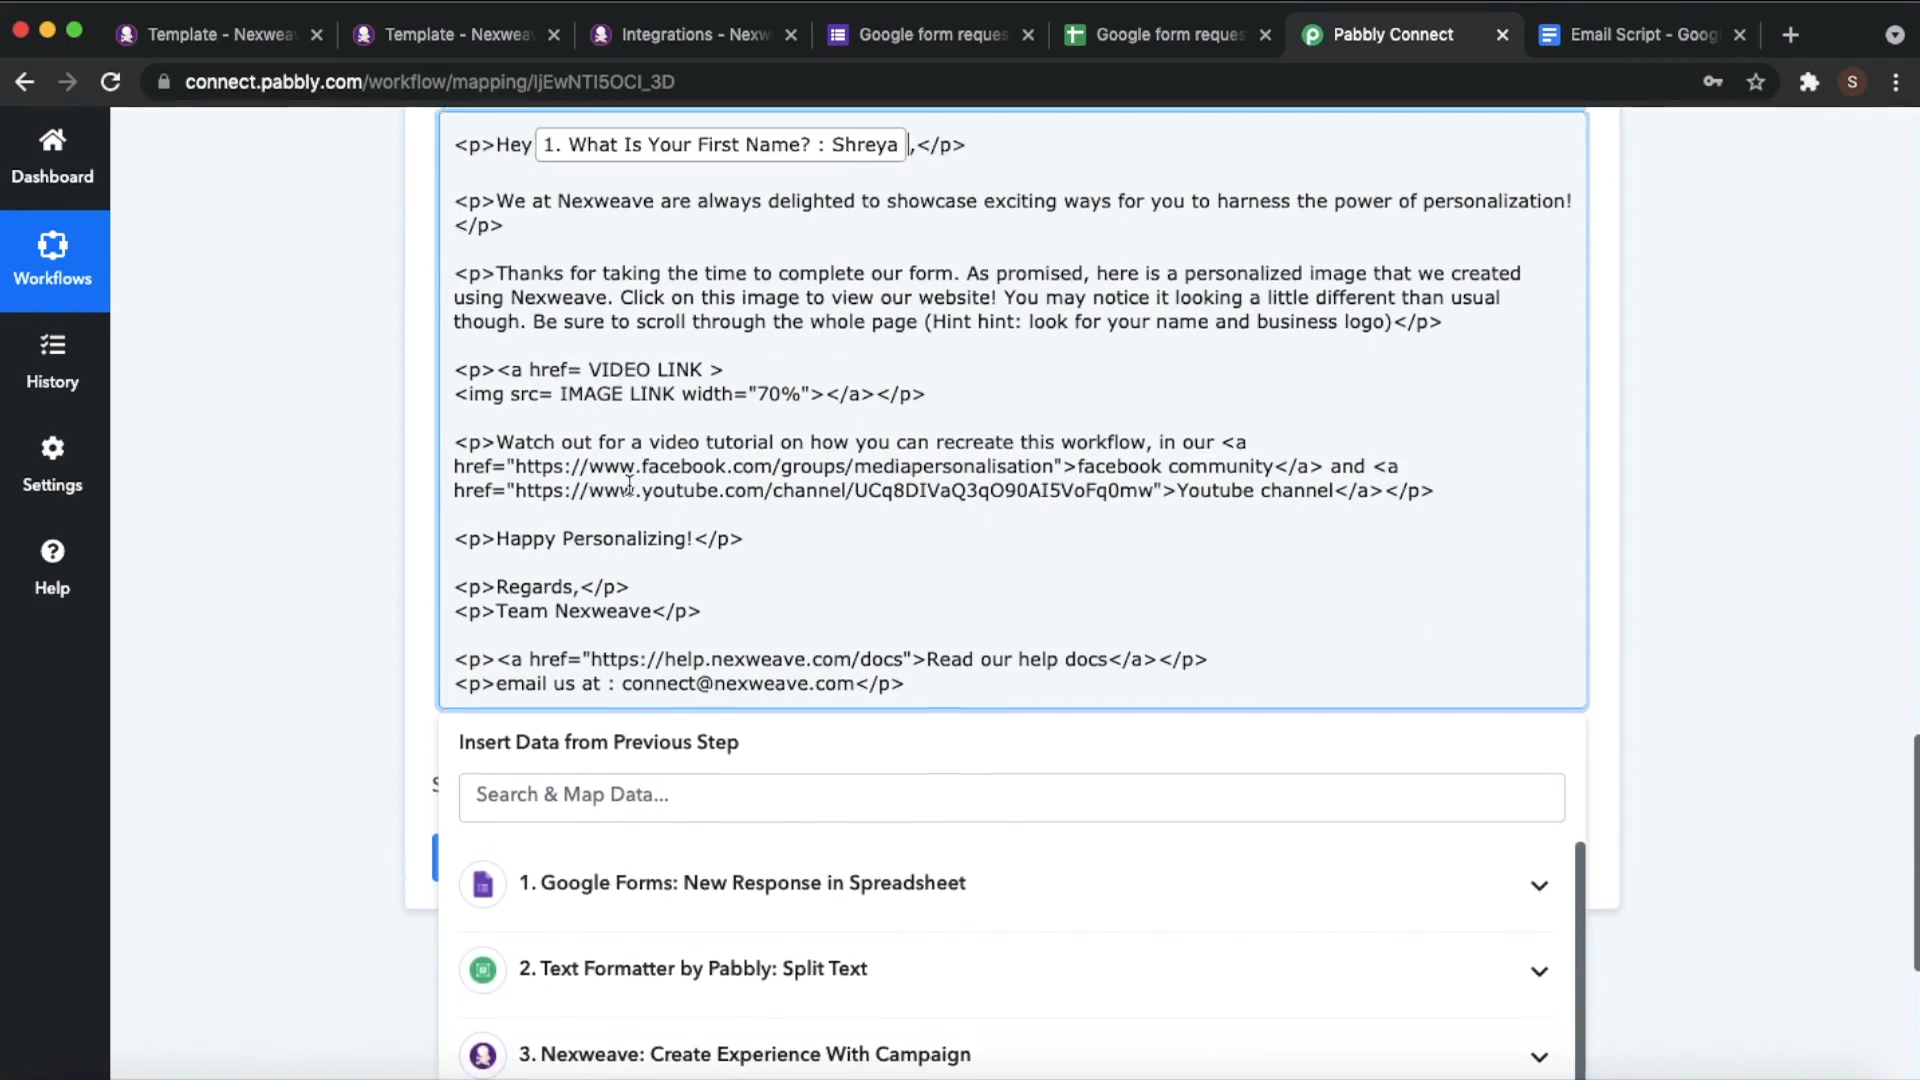 Template - Nexwea
Template - Nexwea
Integrations - Nexw
Google form reques
Google form reques
Pabbly Connect
Email Script - Goog
connect.pabbly.com/workflow/mapping/IjEwNTI5OCI_3D
S
Dashboard
Workflows
History
Settings
Help
<p>Hey 1. What Is Your First Name? : Shreya ,</p>
<p>We at Nexweave are always delighted to showcase exciting ways for you to harness the power of personalization!
</p>
<p>Thanks for taking the time to complete our form. As promised, here is a personalized image that we created
using Nexweave. Click on this image to view our website! You may notice it looking a little different than usual
though. Be sure to scroll through the whole page (Hint hint: look for your name and business logo)</p>
<p><a href= VIDEO LINK >
<img src= IMAGE LINK width="70%"></a></p>
<p>Watch out for a video tutorial on how you can recreate this workflow, in our <a
href="https://www.facebook.com/groups/mediapersonalisation">facebook community</a> and <a
href="https://www.youtube.com/channel/UCq8DIVaQ3qO90AI5VoFq0mw">Youtube channel</a></p>
<p>Happy Personalizing!</p>
<p>Regards,</p>
<p>Team Nexweave</p>
<p><a href="https://help.nexweave.com/docs">Read our help docs</a></p>
<p>email us at : connect@nexweave.com</p>
Insert Data from Previous Step
Search & Map Data...
1. Google Forms: New Response in Spreadsheet
2. Text Formatter by Pabbly: Split Text
3. Nexweave: Create Experience With Campaign